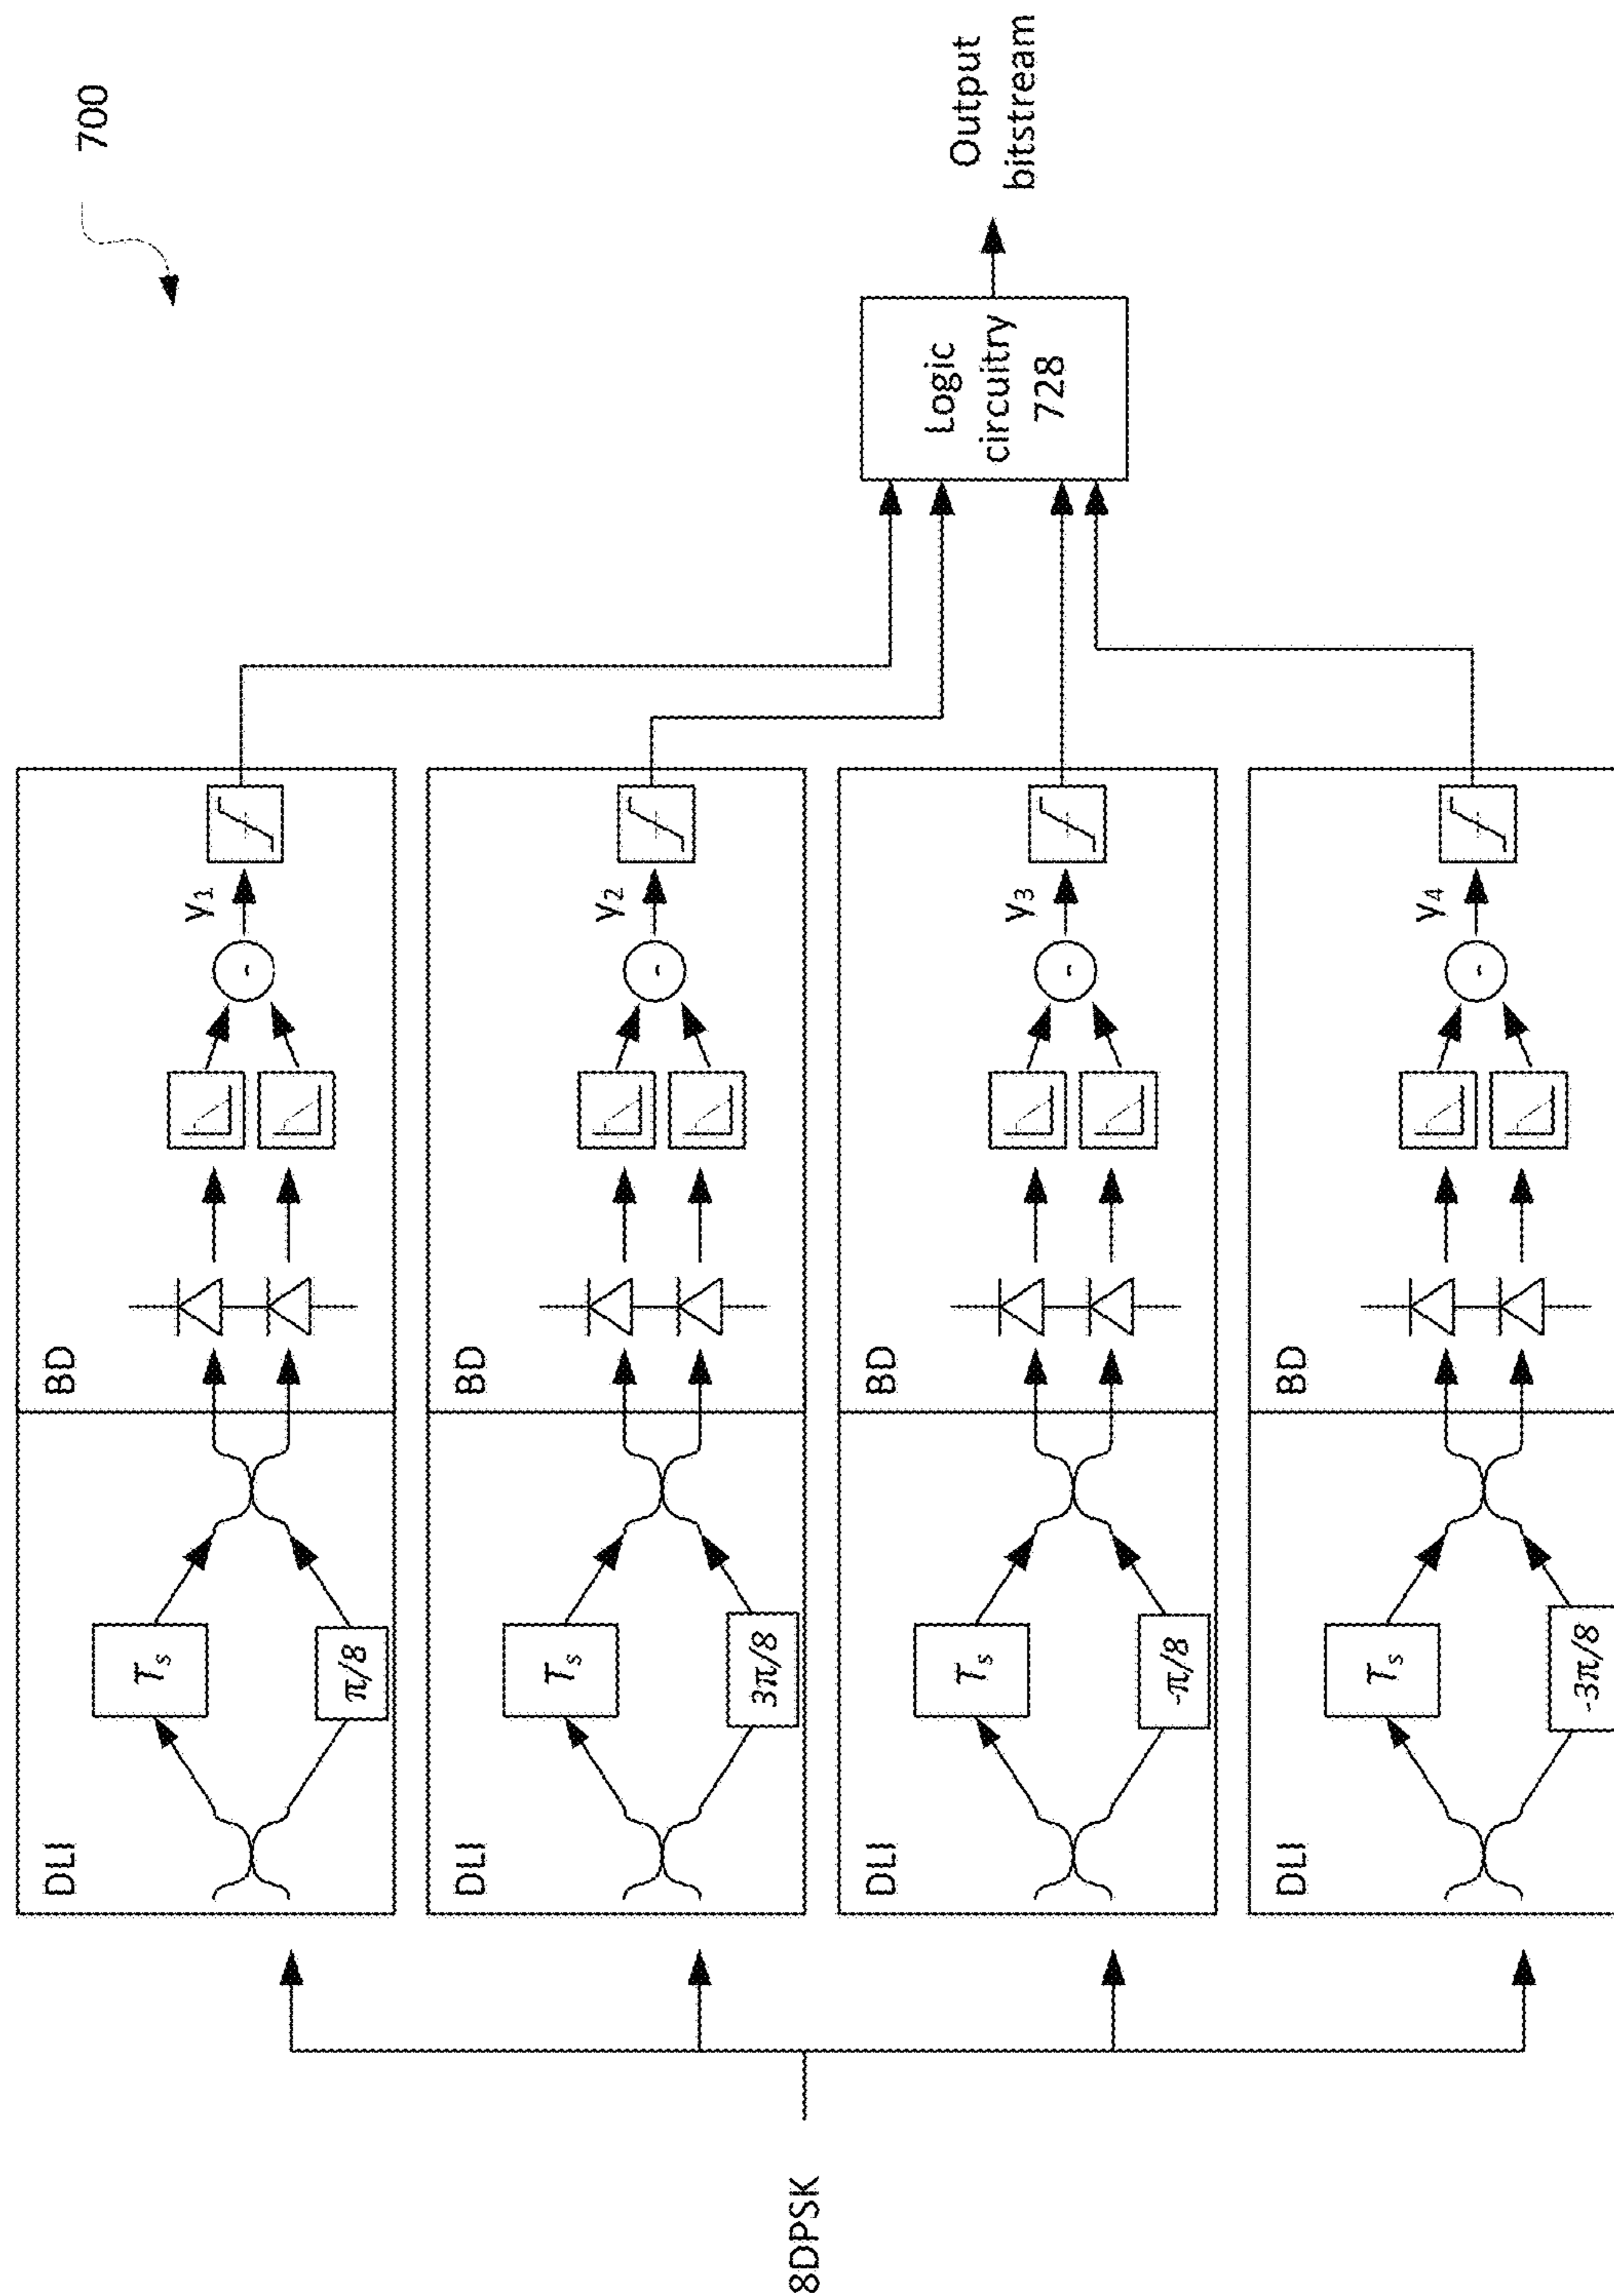 700
8DPSK
DLI
Tₛ
π/8
BD
y₁
DLI
Tₛ
3π/8
BD
y₂
DLI
Tₛ
-π/8
BD
y₃
DLI
Tₛ
-3π/8
BD
y₄
Logic
circuitry
728
Output
bitstream